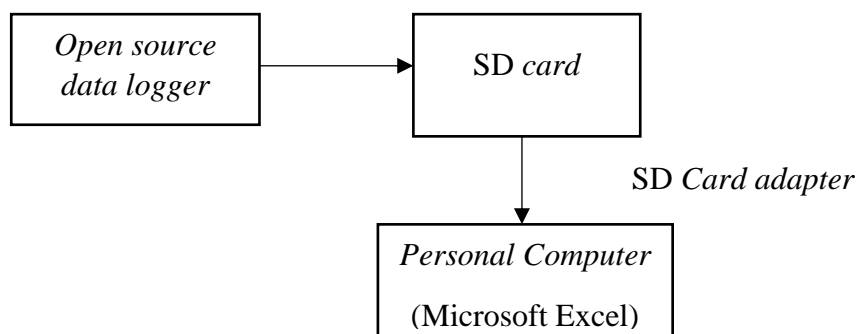 Open source
data logger
SD card
SD Card adapter
Personal Computer
(Microsoft Excel)